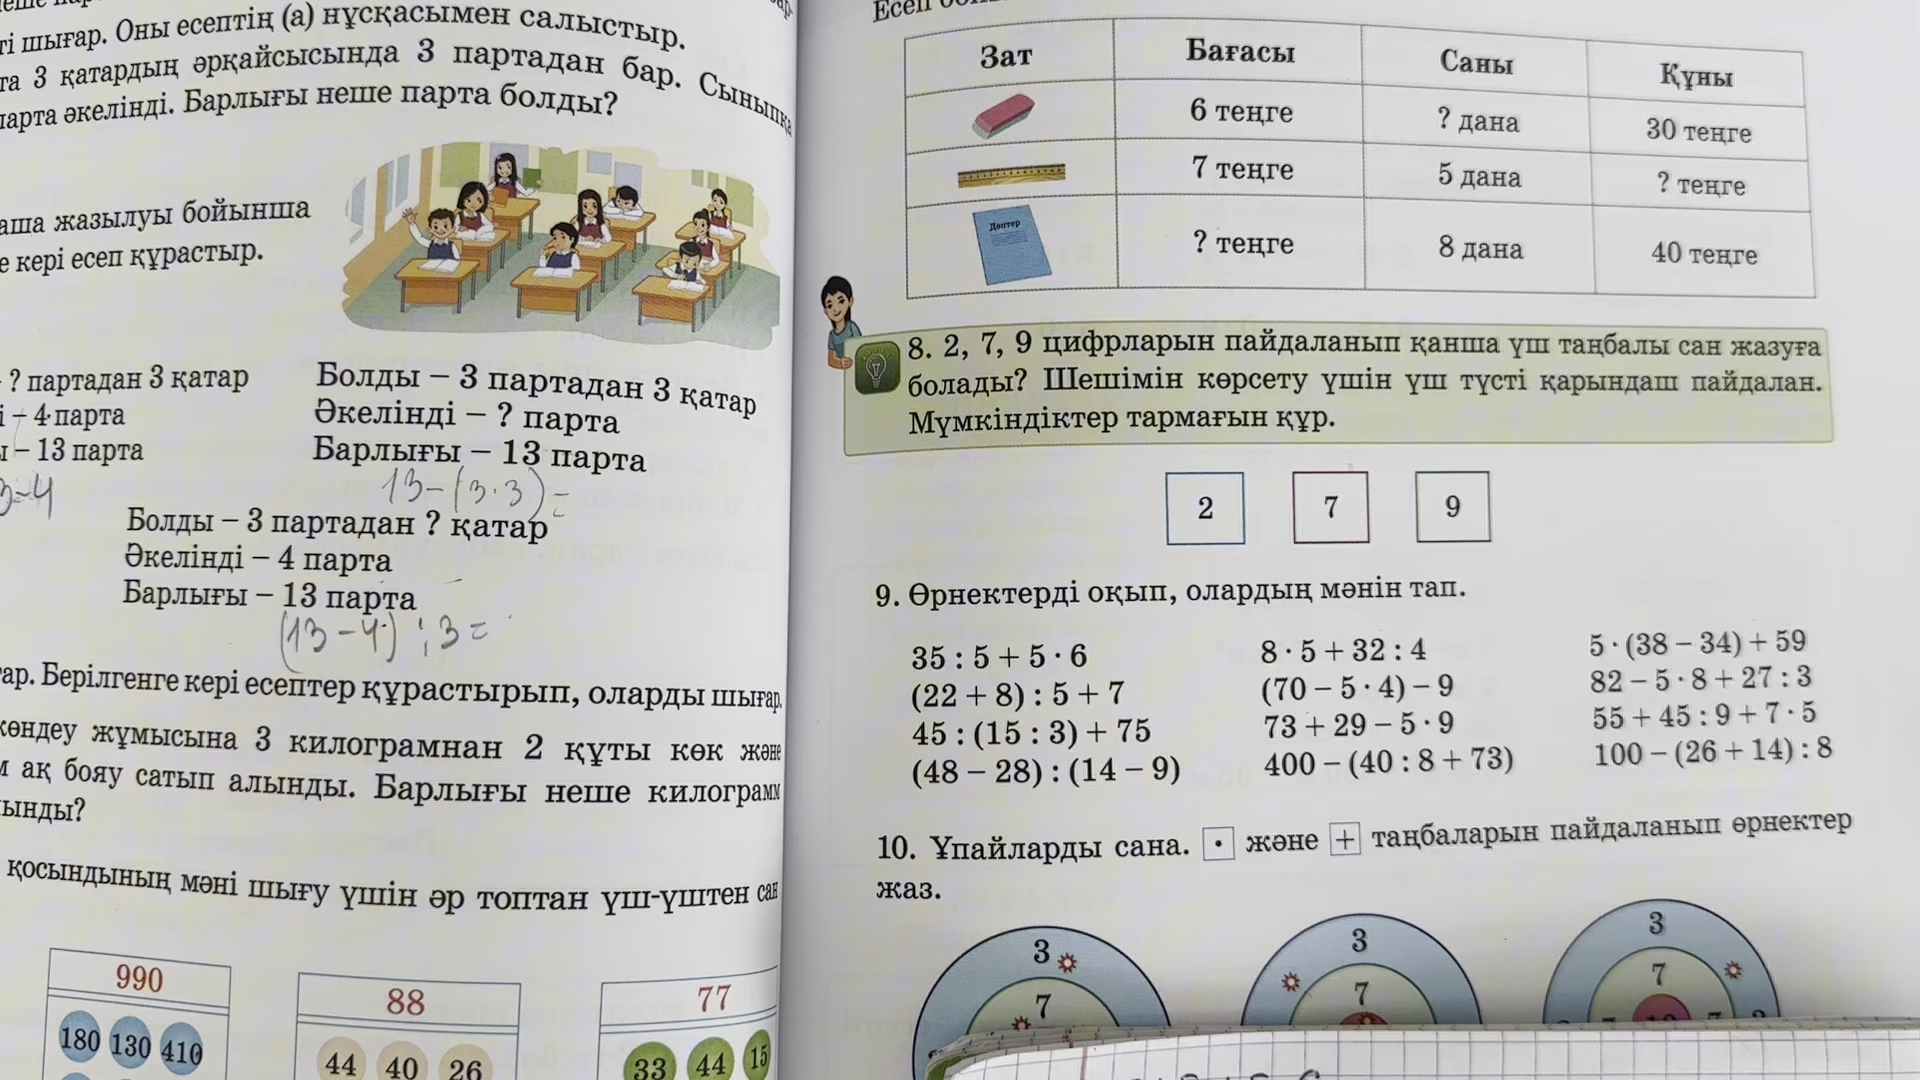 шығар. Оны есептің (а) нұсқасымен салыстыр.
3 қатардың әрқайсысында 3 партадан бар. Сыныпқа
парта әкелінді. Барлығы неше парта болды?
жазылуы бойынша
кері есеп құрастыр.
? партадан 3 қатар
– 4 парта
– 13 парта
Болды – 3 партадан 3 қатар
Әкелінді – ? парта
Барлығы – 13 парта
13 – (3 · 3) =
Болды – 3 партадан ? қатар
Әкелінді – 4 парта
Барлығы – 13 парта
(13 – 4) : 3 =
Берілгенге кері есептер құрастырып, оларды шығар.
жұмысына 3 килограмнан 2 құты көк және
ақ бояу сатып алынды. Барлығы неше килограмм
қосындының мәні шығу үшін әр топтан үш-үштен сан
990
180 130 410
88
44 40 26
77
33 44 15
Есеп
Зат Бағасы Саны Құны
6 теңге ? дана 30 теңге
7 теңге 5 дана ? теңге
Дәптер ? теңге 8 дана 40 теңге
8. 2, 7, 9 цифрларын пайдаланып қанша үш таңбалы сан жазуға
болады? Шешімін көрсету үшін үш түсті қарындаш пайдалан.
Мүмкіндіктер тармағын құр.
2 7 9
9. Өрнектерді оқып, олардың мәнін тап.
35 : 5 + 5 · 6 8 · 5 + 32 : 4 5 · (38 – 34) + 59
(22 + 8) : 5 + 7 (70 – 5 · 4) – 9 82 – 5 · 8 + 27 : 3
45 : (15 : 3) + 75 73 + 29 – 5 · 9 55 + 45 : 9 + 7 · 5
(48 – 28) : (14 – 9) 400 – (40 : 8 + 73) 100 – (26 + 14) : 8
10. Ұпайларды сана. · және + таңбаларын пайдаланып өрнектер
жаз.
3 3 3
7 7 7